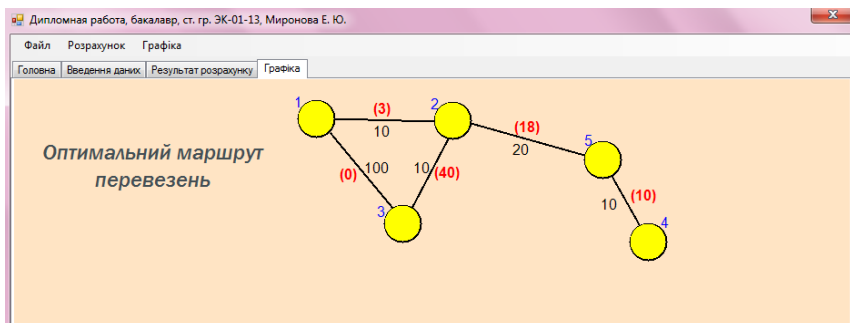 Дипломная работа, бакалавр, ст. гр. ЭК-01-13, Миронова Е. Ю.
Файл Розрахунок Графіка
Головна Введення даних Результат розрахунку Графіка
Оптимальний маршрут
перевезень
1 (3) 2
10
(18)
20
5
100
(0)
10 (40)
3
(10)
10
4